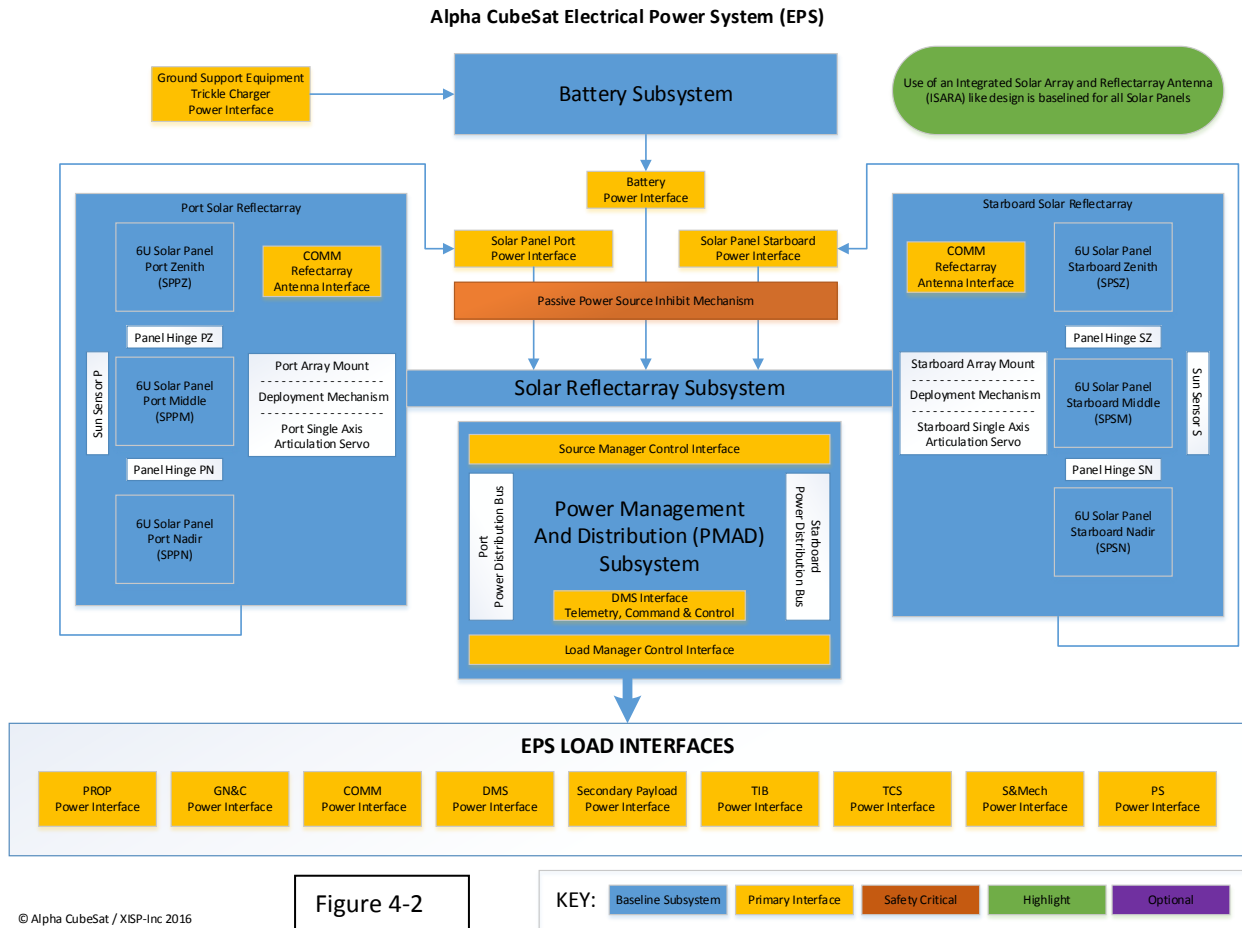 Alpha CubeSat Electrical Power System (EPS)
Ground Support Equipment
Trickle Charger
Power Interface
Battery Subsystem
Use of an Integrated Solar Array and Reflectarray Antenna
(ISARA) like design is baselined for all Solar Panels
Battery
Power Interface
Solar Panel Port
Power Interface
Solar Panel Starboard
Power Interface
Passive Power Source Inhibit Mechanism
Port Solar Reflectarray
6U Solar Panel
Port Zenith
(SPPZ)
COMM
Refectarray
Antenna Interface
Panel Hinge PZ
Sun Sensor P
6U Solar Panel
Port Middle
(SPPM)
Port Array Mount
Deployment Mechanism
Port Single Axis
Articulation Servo
Panel Hinge PN
6U Solar Panel
Port Nadir
(SPPN)
Solar Reflectarray Subsystem
Starboard Solar Reflectarray
COMM
Refectarray
Antenna Interface
6U Solar Panel
Starboard Zenith
(SPSZ)
Panel Hinge SZ
Starboard Array Mount
Deployment Mechanism
Starboard Single Axis
Articulation Servo
6U Solar Panel
Starboard Middle
(SPSM)
Sun Sensor S
Panel Hinge SN
6U Solar Panel
Starboard Nadir
(SPSN)
Source Manager Control Interface
Port
Power Distribution Bus
Power Management
And Distribution (PMAD)
Subsystem
Starboard
Power Distribution Bus
DMS Interface
Telemetry, Command & Control
Load Manager Control Interface
EPS LOAD INTERFACES
PROP
Power Interface
GN&C
Power Interface
COMM
Power Interface
DMS
Power Interface
Secondary Payload
Power Interface
TIB
Power Interface
TCS
Power Interface
S&Mech
Power Interface
PS
Power Interface
© Alpha CubeSat / XISP-Inc 2016
Figure 4-2
KEY:
Baseline Subsystem
Primary Interface
Safety Critical
Highlight
Optional